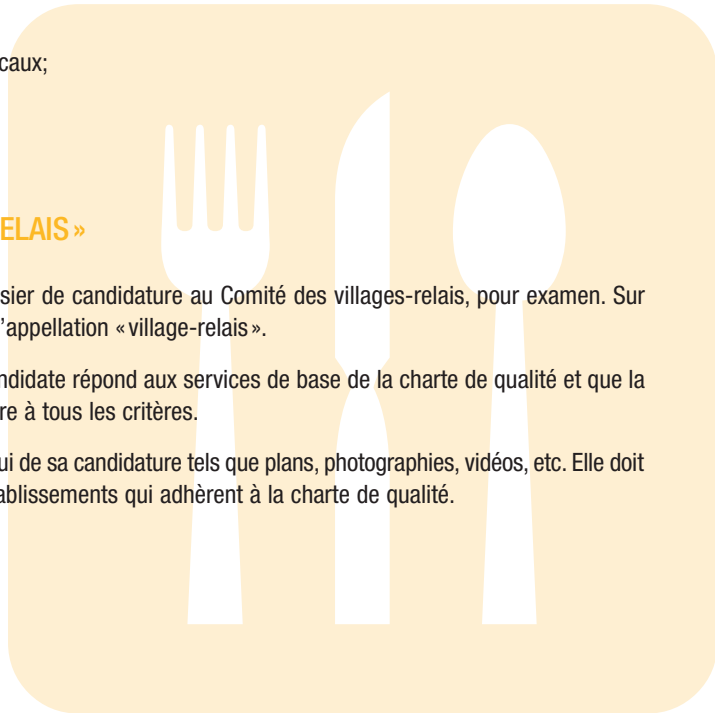 caux;
ELAIS »
sier de candidature au Comité des villages-relais, pour examen. Sur
'appellation « village-relais ».
ndidate répond aux services de base de la charte de qualité et que la
re à tous les critères.
ui de sa candidature tels que plans, photographies, vidéos, etc. Elle doit
ablissements qui adhèrent à la charte de qualité.